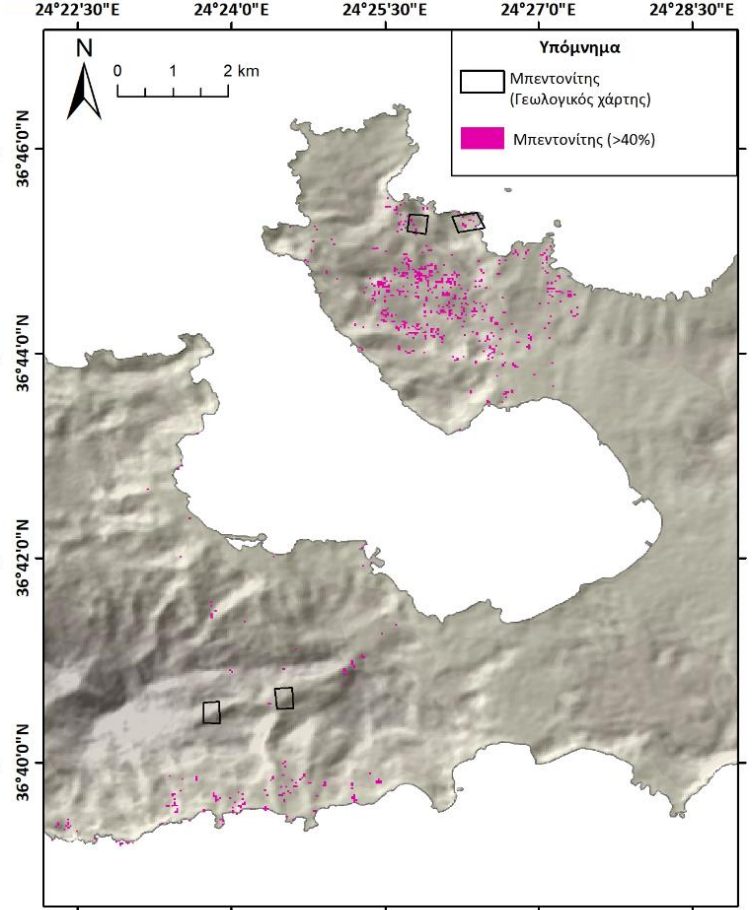 24°22'30"E 24°24'0"E 24°25'30"E 24°27'0"E 24°28'30"E
N
0 1 2 km
Υπόμνημα
Μπεντονίτης
(Γεωλογικός χάρτης)
Μπεντονίτης (>40%)
36°46'0"N
36°44'0"N
36°42'0"N
36°40'0"N